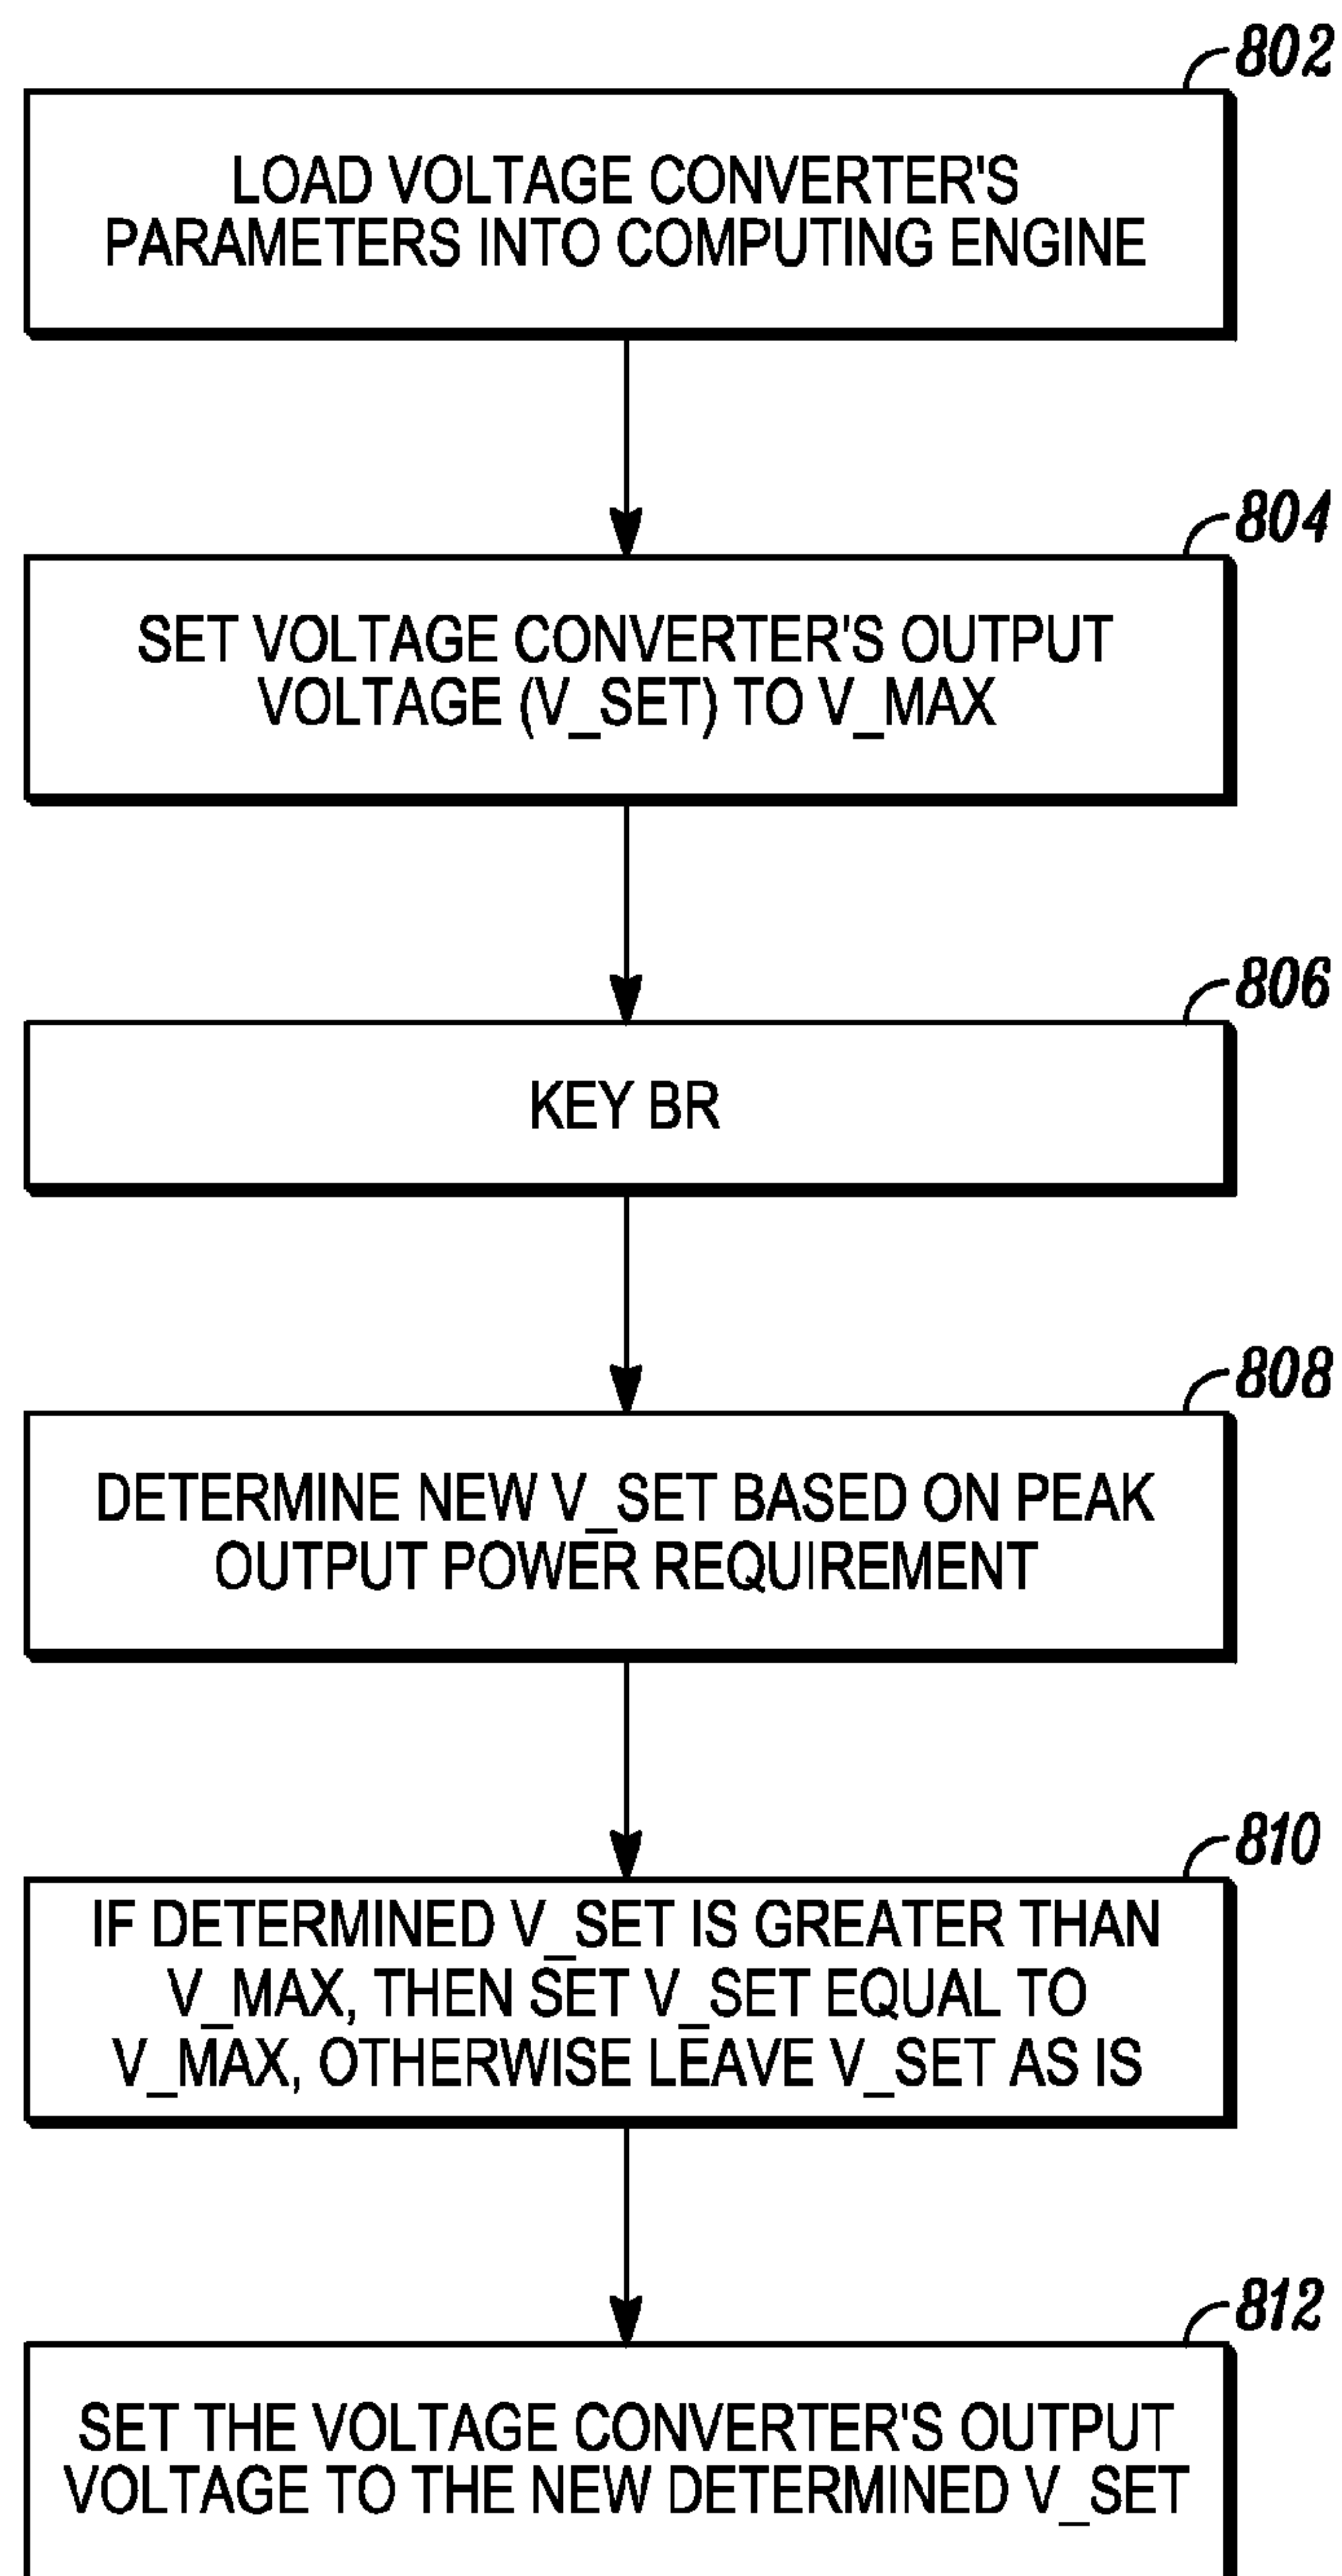 802
LOAD VOLTAGE CONVERTER'S
PARAMETERS INTO COMPUTING ENGINE
804
SET VOLTAGE CONVERTER'S OUTPUT
VOLTAGE (V_SET) TO V_MAX
806
KEY BR
808
DETERMINE NEW V_SET BASED ON PEAK
OUTPUT POWER REQUIREMENT
810
IF DETERMINED V_SET IS GREATER THAN
V_MAX, THEN SET V_SET EQUAL TO
V_MAX, OTHERWISE LEAVE V_SET AS IS
812
SET THE VOLTAGE CONVERTER'S OUTPUT
VOLTAGE TO THE NEW DETERMINED V_SET